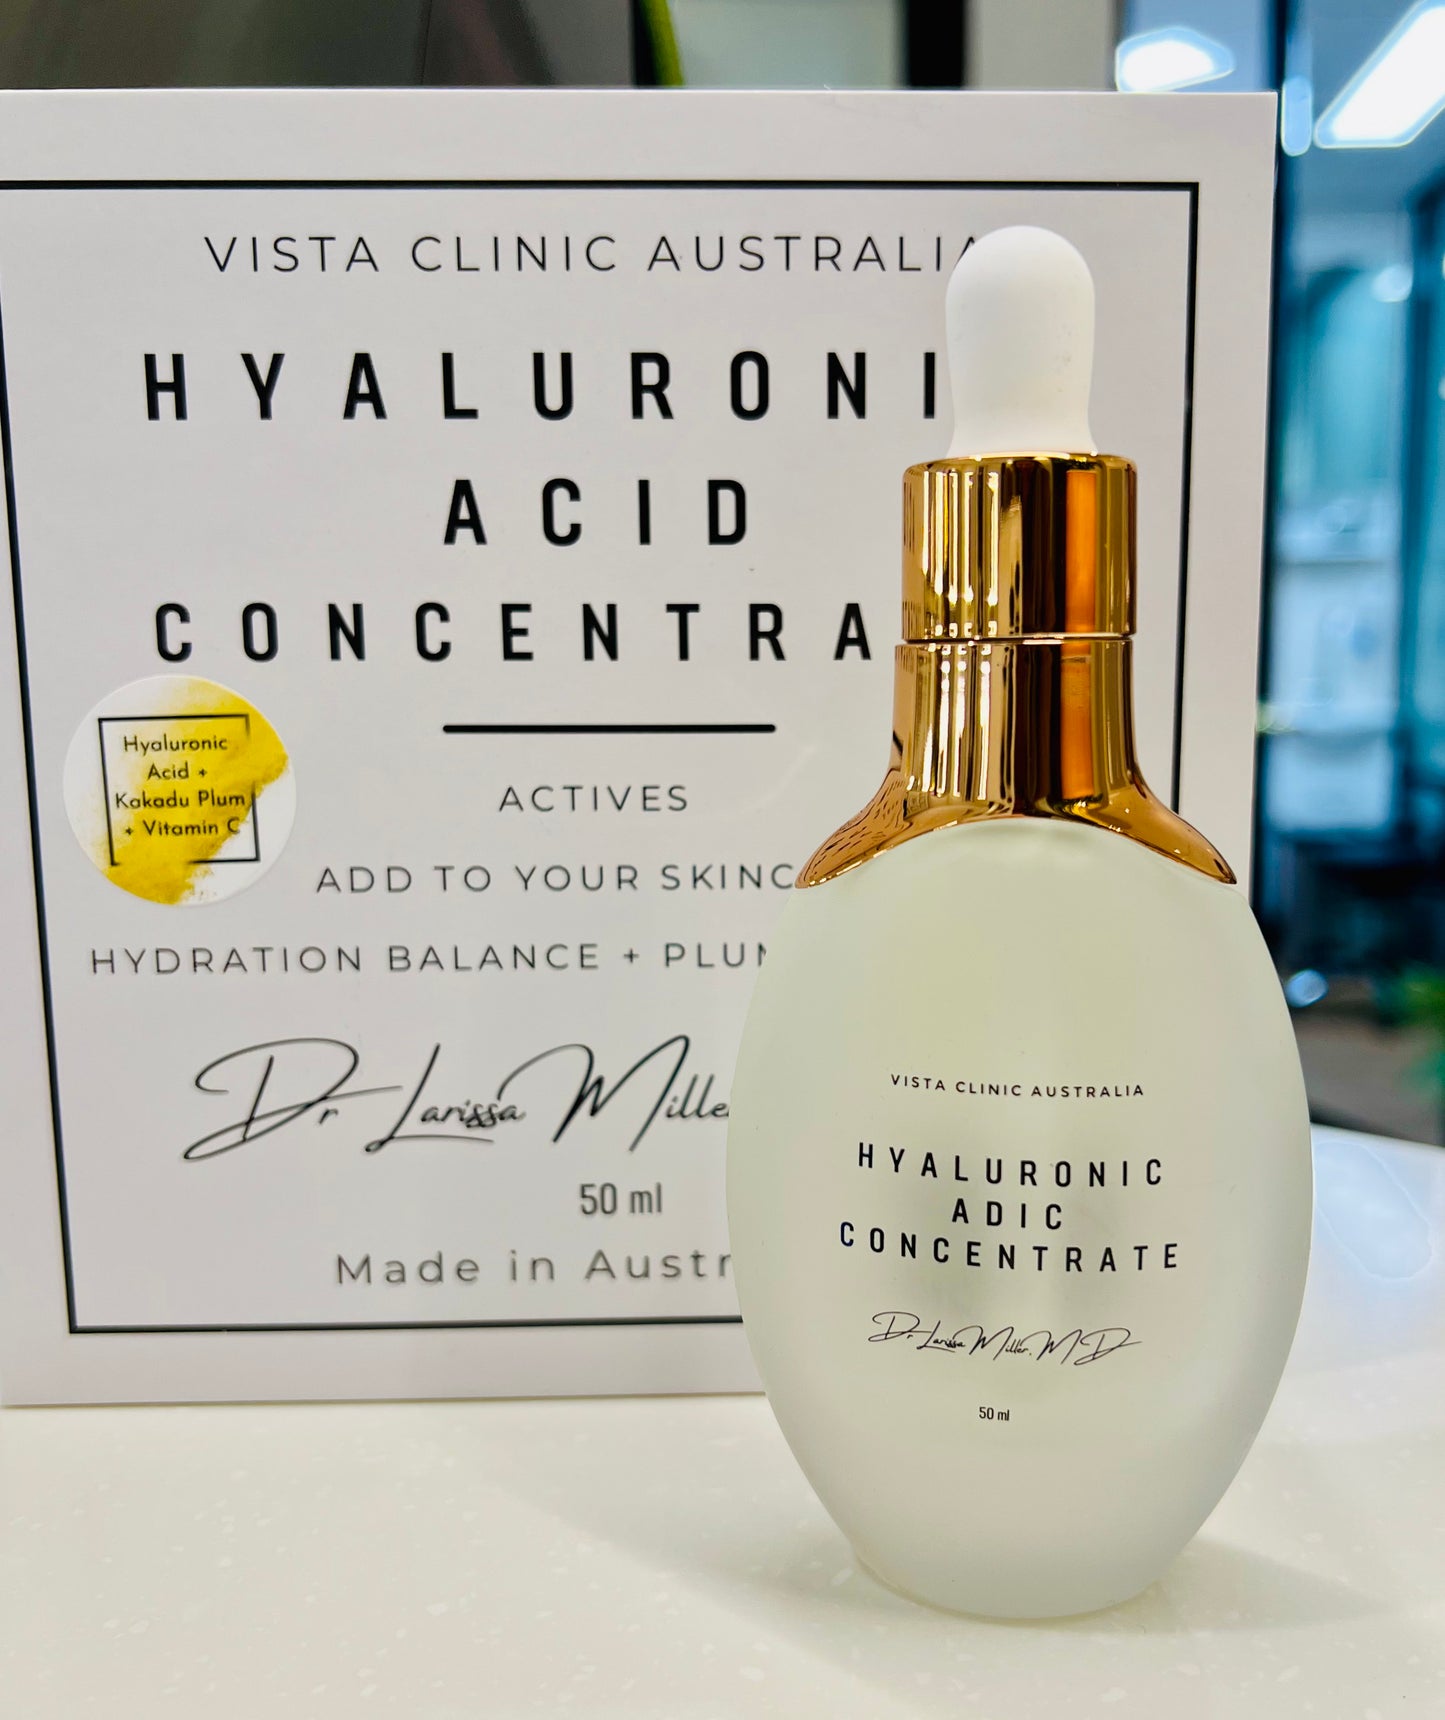 VISTA CLINIC AUSTRALIA
HYALURONI
ACID
CONCENTRA
ACTIVES
ADD TO YOUR SKINC
HYDRATION BALANCE + PLUM
Dr Larissa Miller
50 ml
Made in Austr
Hyaluronic
Acid +
Kakadu Plum
+ Vitamin C
VISTA CLINIC AUSTRALIA
HYALURONIC
ADIC
CONCENTRATE
Dr Larissa Miller. MD
50 ml